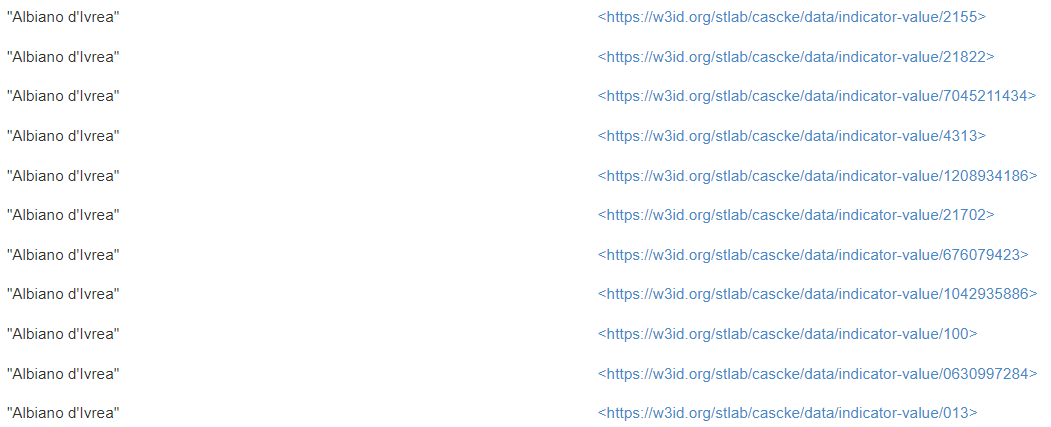 "Albiano d'Ivrea" <https://w3id.org/stlab/cascke/data/indicator-value/2155>
"Albiano d'Ivrea" <https://w3id.org/stlab/cascke/data/indicator-value/21822>
"Albiano d'Ivrea" <https://w3id.org/stlab/cascke/data/indicator-value/7045211434>
"Albiano d'Ivrea" <https://w3id.org/stlab/cascke/data/indicator-value/4313>
"Albiano d'Ivrea" <https://w3id.org/stlab/cascke/data/indicator-value/1208934186>
"Albiano d'Ivrea" <https://w3id.org/stlab/cascke/data/indicator-value/21702>
"Albiano d'Ivrea" <https://w3id.org/stlab/cascke/data/indicator-value/676079423>
"Albiano d'Ivrea" <https://w3id.org/stlab/cascke/data/indicator-value/1042935886>
"Albiano d'Ivrea" <https://w3id.org/stlab/cascke/data/indicator-value/100>
"Albiano d'Ivrea" <https://w3id.org/stlab/cascke/data/indicator-value/0630997284>
"Albiano d'Ivrea" <https://w3id.org/stlab/cascke/data/indicator-value/013>